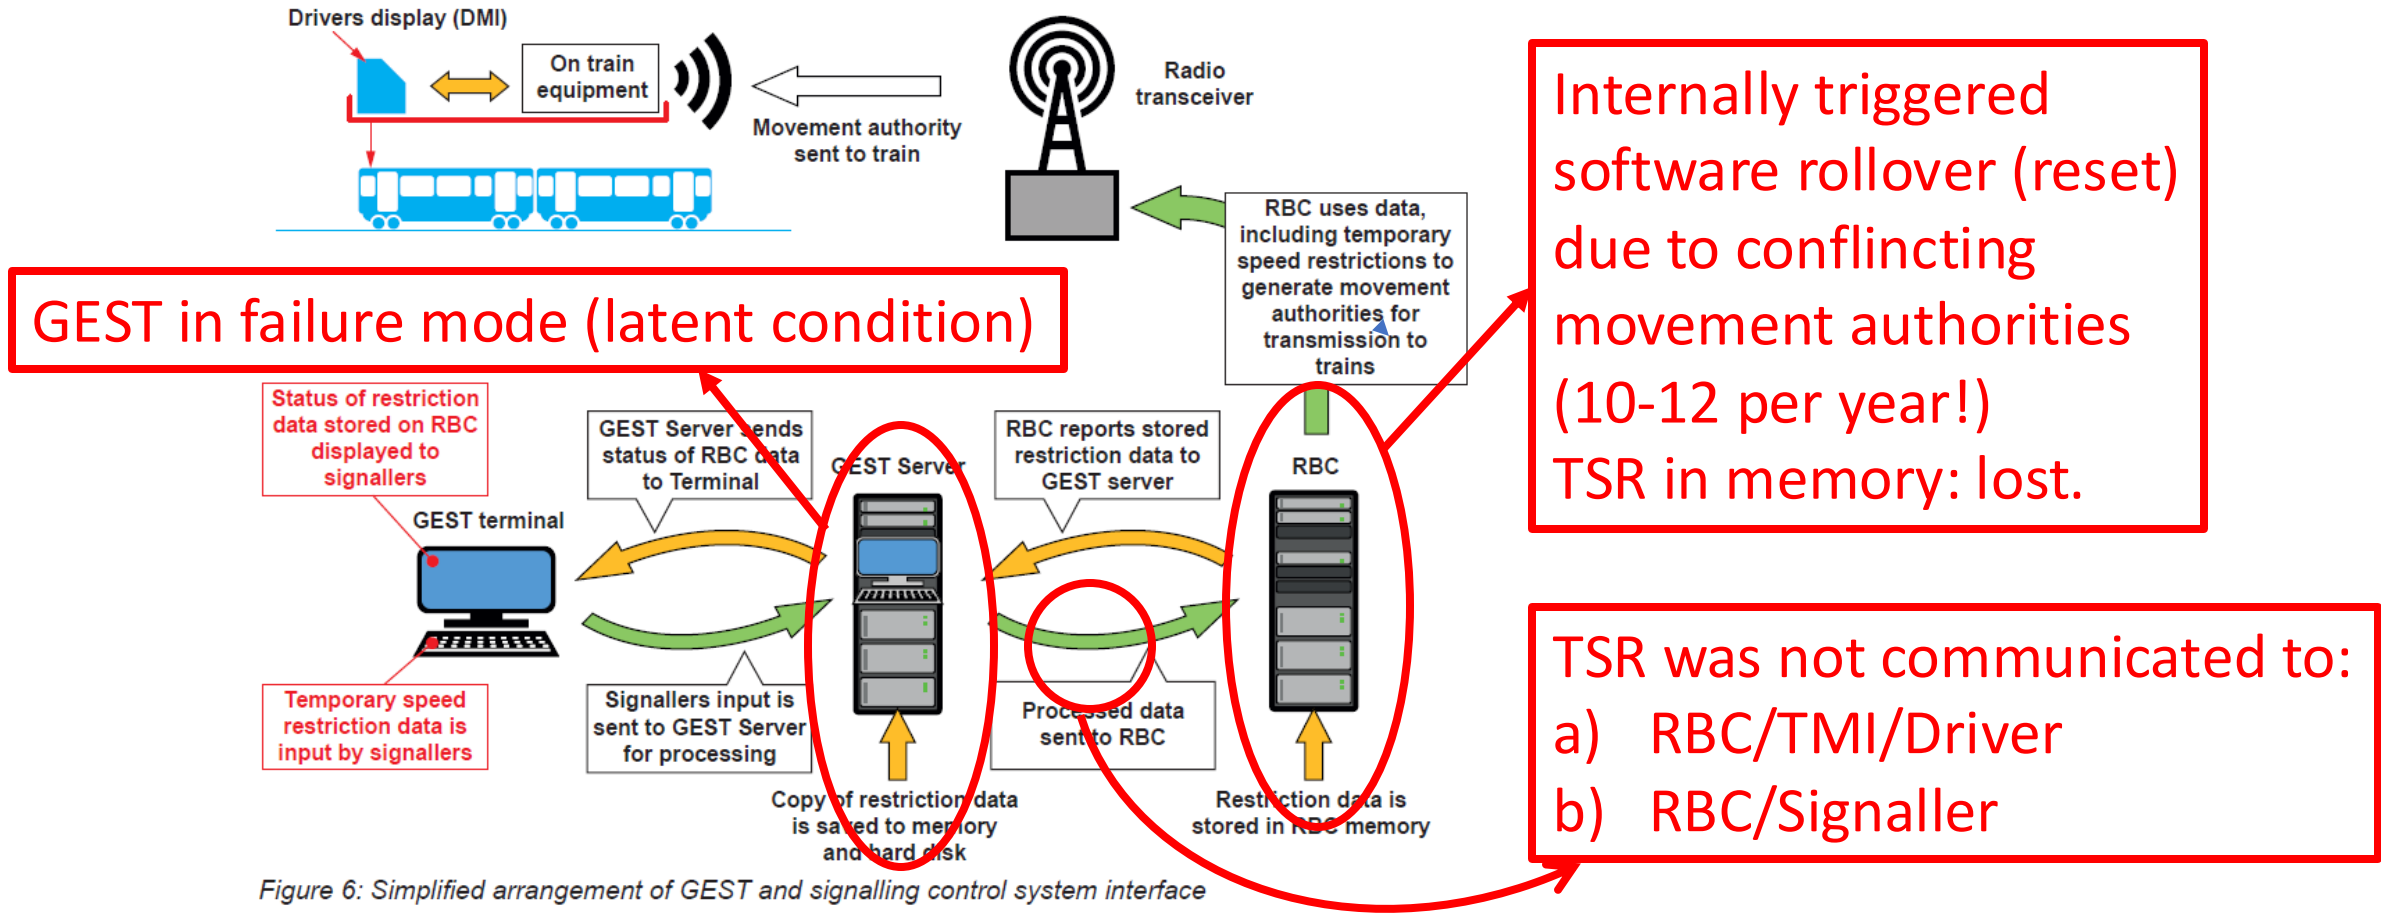 Drivers display (DMI)
On train
equipment
Movement authority
sent to train
Radio
transceiver
RBC uses data,
including temporary
speed restrictions to
generate movement
authorities for
transmission to
trains
Internally triggered
software rollover (reset)
due to conflincting
movement authorities
(10-12 per year!)
TSR in memory: lost.
GEST in failure mode (latent condition)
Status of restriction
data stored on RBC
displayed to
signallers
GEST Server sends
status of RBC data
to Terminal
GEST Server
RBC reports stored
restriction data to
GEST server
RBC
GEST terminal
Temporary speed
restriction data is
input by signallers
Signallers input is
sent to GEST Server
for processing
Processed data
sent to RBC
Copy of restriction data
is saved to memory
and hard disk
Restriction data is
stored in RBC memory
TSR was not communicated to:
a) RBC/TMI/Driver
b) RBC/Signaller
Figure 6: Simplified arrangement of GEST and signalling control system interface